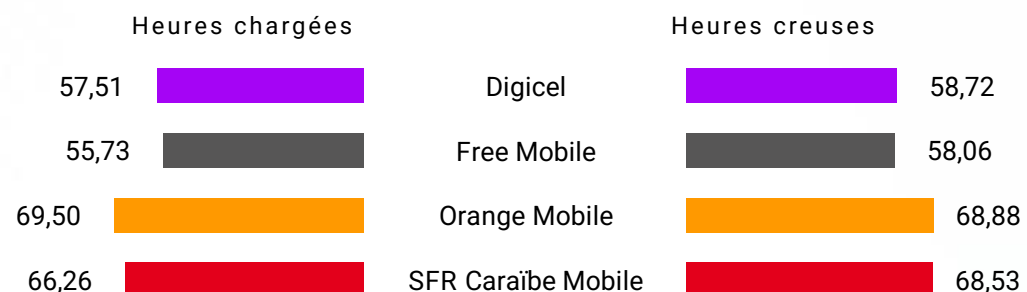 Heures chargées Heures creuses
57,51 Digicel 58,72
55,73 Free Mobile 58,06
69,50 Orange Mobile 68,88
66,26 SFR Caraïbe Mobile 68,53